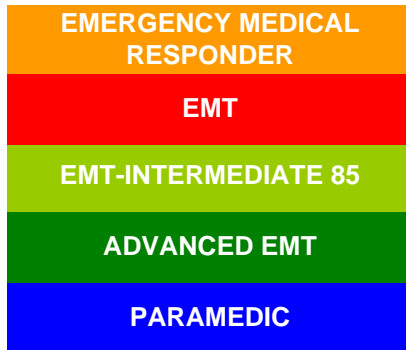 EMERGENCY MEDICAL
RESPONDER
EMT
EMT-INTERMEDIATE 85
ADVANCED EMT
PARAMEDIC